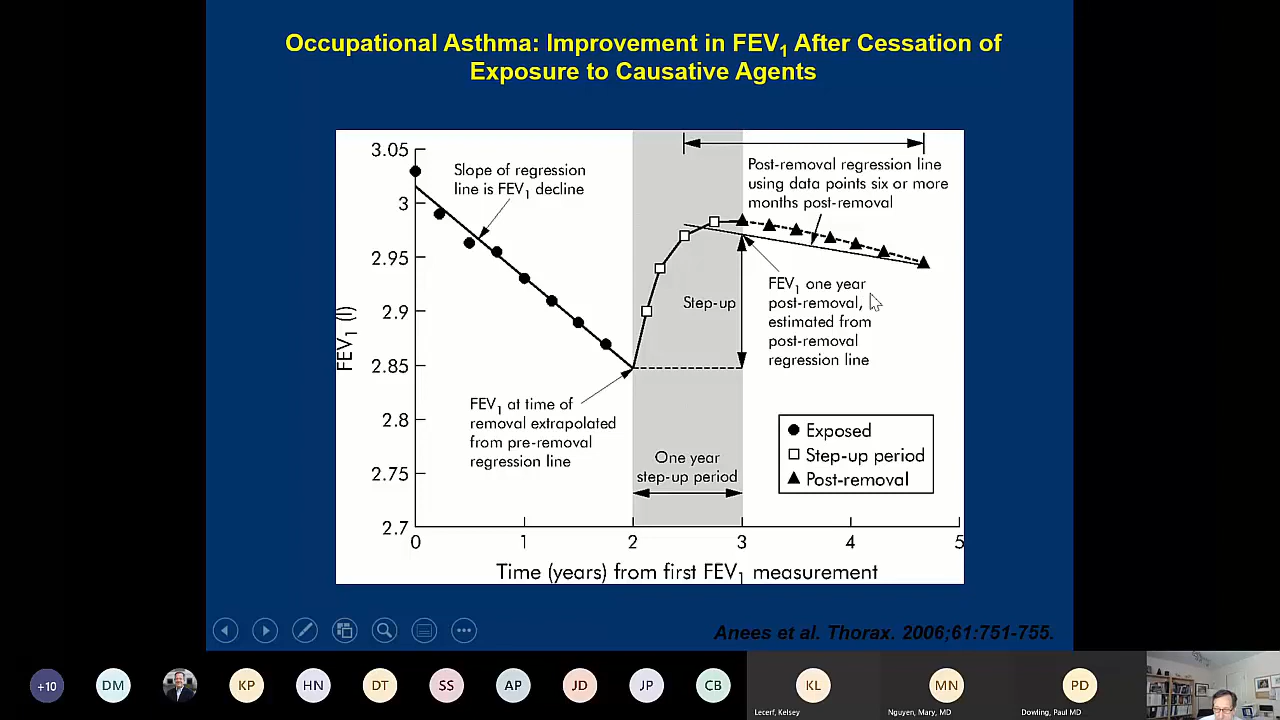 Occupational Asthma: Improvement in FEV1 After Cessation of
Exposure to Causative Agents
3.05
3
2.95
2.9
2.85
2.8
2.75
2.7
FEV1 (l)
Slope of regression
line is FEV1 decline
Post-removal regression line
using data points six or more
months post-removal
Step-up
FEV1 one year
post-removal,
estimated from
post-removal
regression line
FEV1 at time of
removal extrapolated
from pre-removal
regression line
One year
step-up period
Exposed
Step-up period
Post-removal
0 1 2 3 4 5
Time (years) from first FEV1 measurement
Anees et al. Thorax. 2006;61:751-755.
+10 DM KP HN DT SS AP JD JP CB KL MN PD
Lecerf, Kelsey Nguyen, Mary, MD Dowling, Paul MD